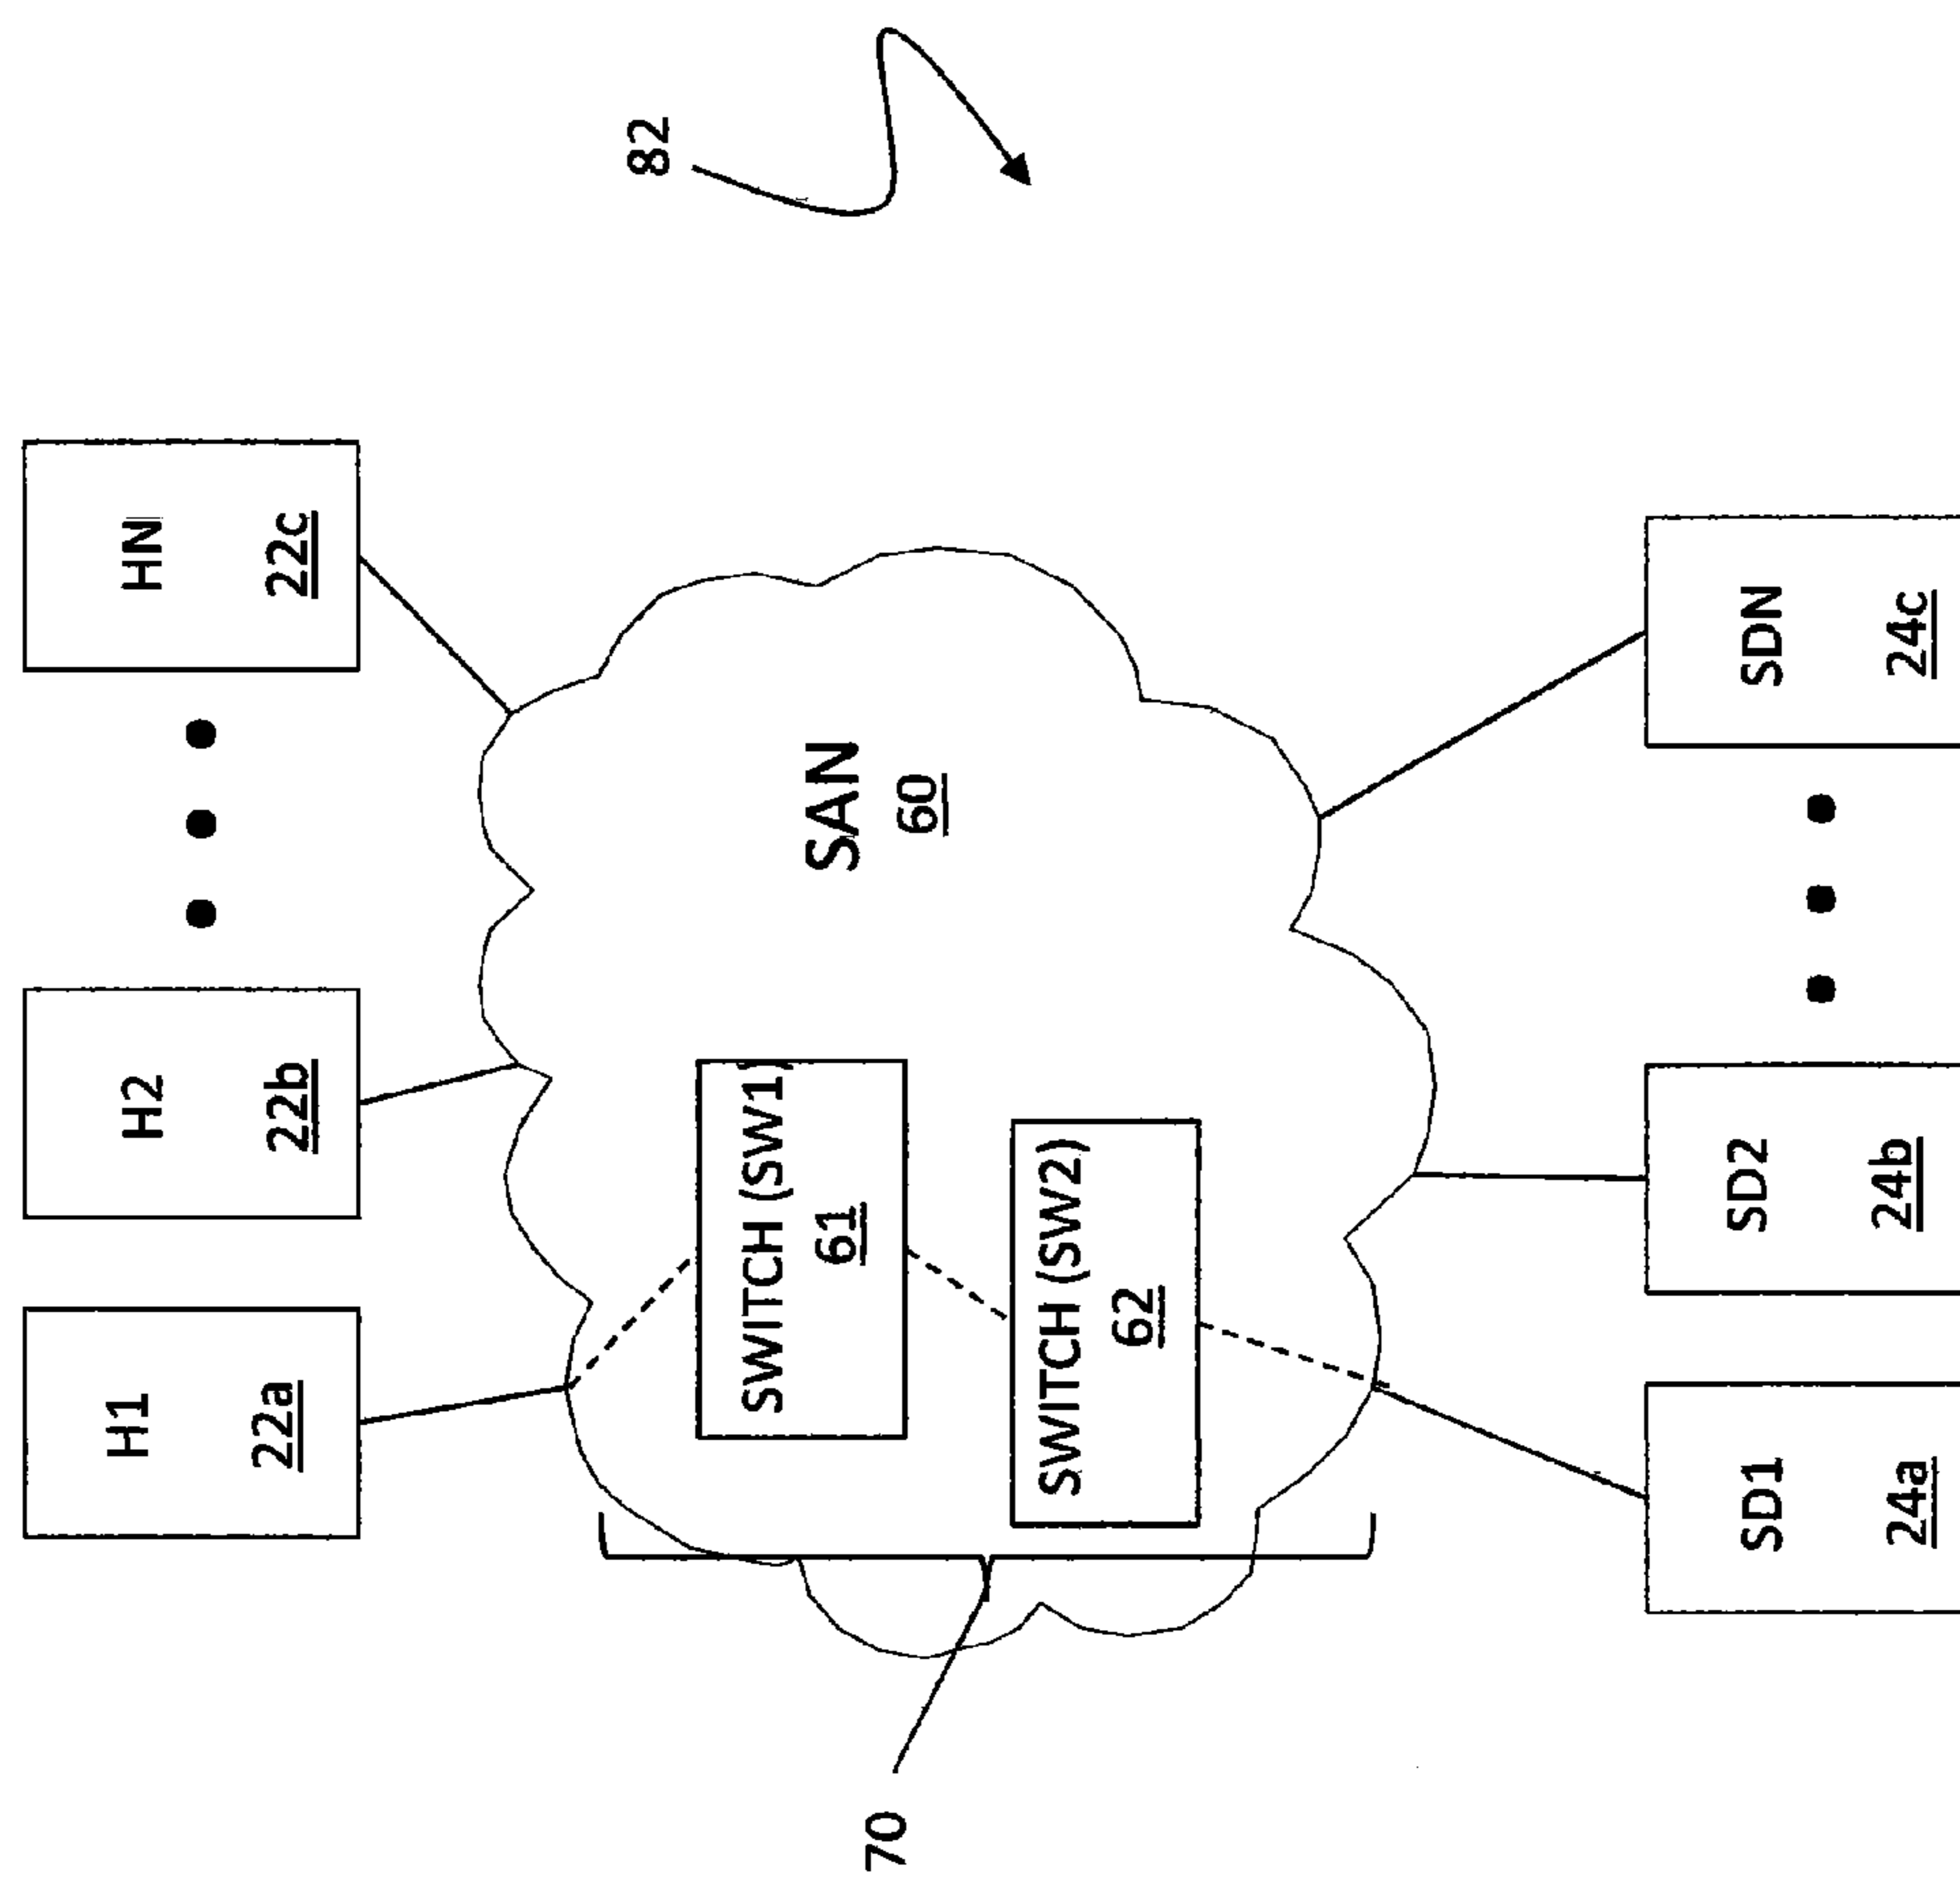 82
H1
22a
H2
22b
HN
22c
SAN
60
SWITCH (SW1)
61
SWITCH (SW2)
62
70
SD1
24a
SD2
24b
SDN
24c